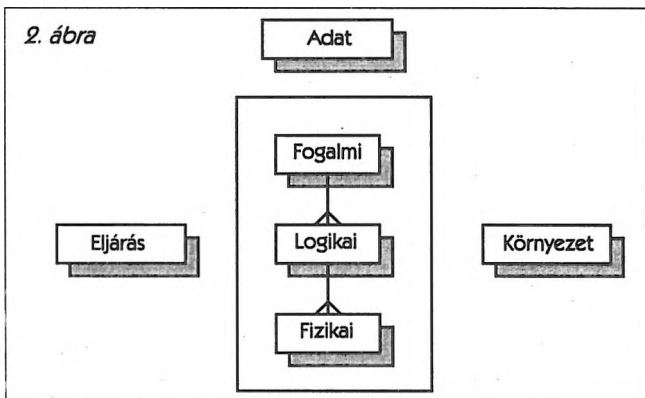 2. ábra
Adat
Fogalmi
Eljárás
Logikai
Környezet
Fizikai